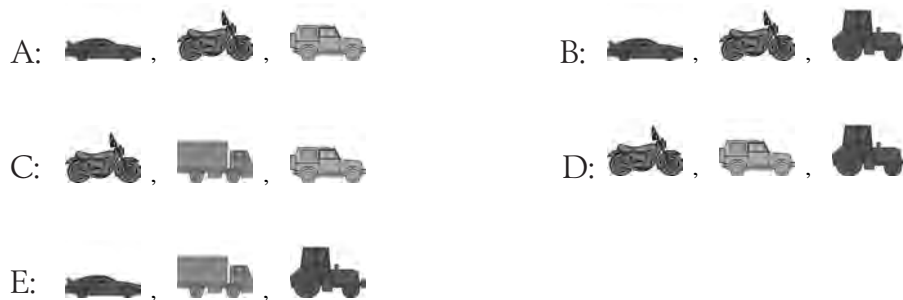 A: , , B: , ,
C: , , D: , ,
E: , ,